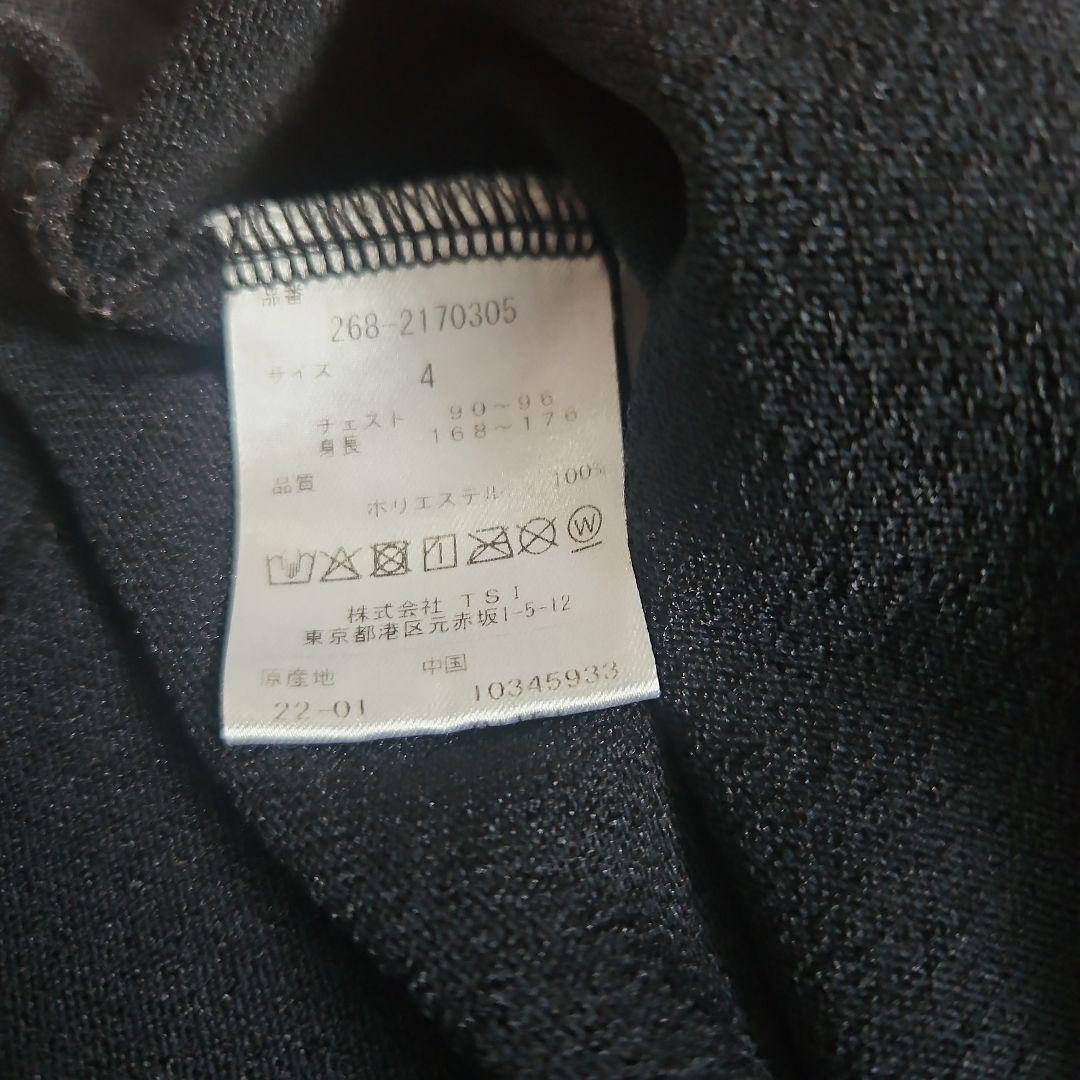 品番
268-2170305
サイズ 4
チェスト 90～96
身長 168～176
品質
ポリエステル 100%
W
株式会社 TSI
東京都港区元赤坂1-5-12
原産地 中国
22-01 10345933